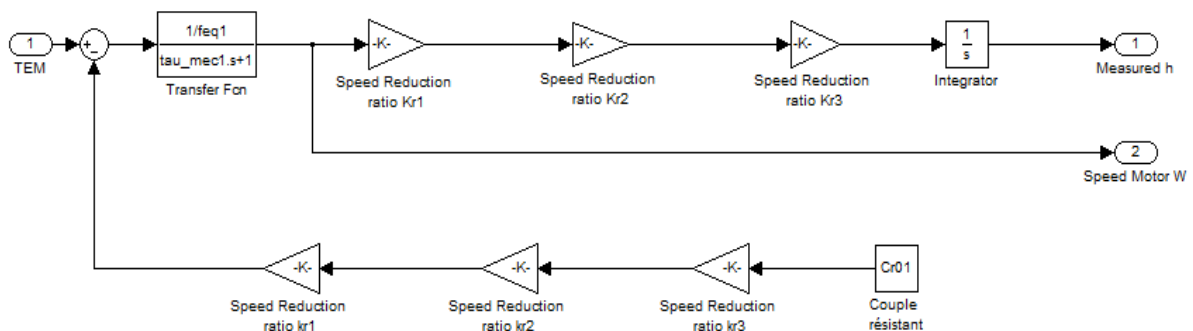 1
TEM
1/feq1
tau_mec1.s+1
Transfer Fcn
-K-
Speed Reduction
ratio Kr1
-K-
Speed Reduction
ratio Kr2
-K-
Speed Reduction
ratio Kr3
1
s
Integrator
1
Measured h
2
Speed Motor W
-K-
Speed Reduction
ratio kr1
-K-
Speed Reduction
ratio kr2
-K-
Speed Reduction
ratio kr3
Cr01
Couple
résistant